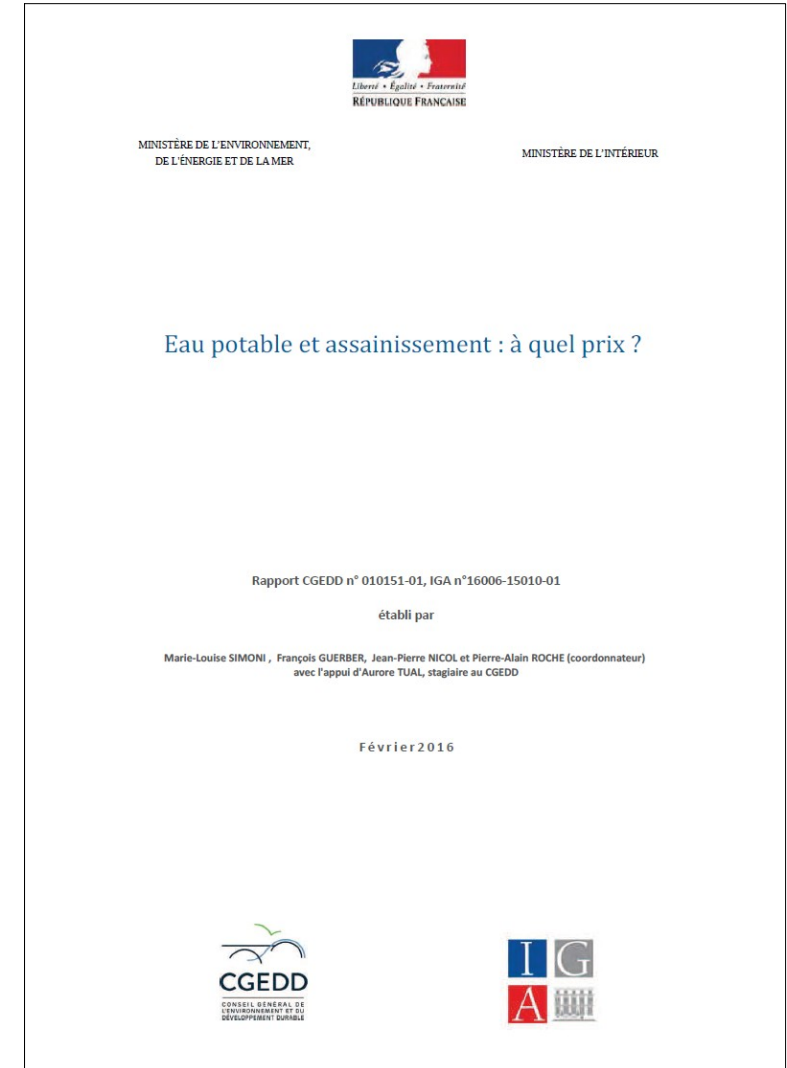 Liberté • Égalité • Fraternité
RÉPUBLIQUE FRANÇAISE
MINISTÈRE DE L'ENVIRONNEMENT,
DE L'ÉNERGIE ET DE LA MER
MINISTÈRE DE L'INTÉRIEUR
Eau potable et assainissement : à quel prix ?
Rapport CGEDD n° 010151-01, IGA n°16006-15010-01
établi par
Marie-Louise SIMONI , François GUERBER, Jean-Pierre NICOL et Pierre-Alain ROCHE (coordonnateur)
avec l'appui d'Aurore TUAL, stagiaire au CGEDD
Février2016
CGEDD
CONSEIL GÉNÉRAL DE
L'ENVIRONNEMENT ET DU
DÉVELOPPEMENT DURABLE
I G
A